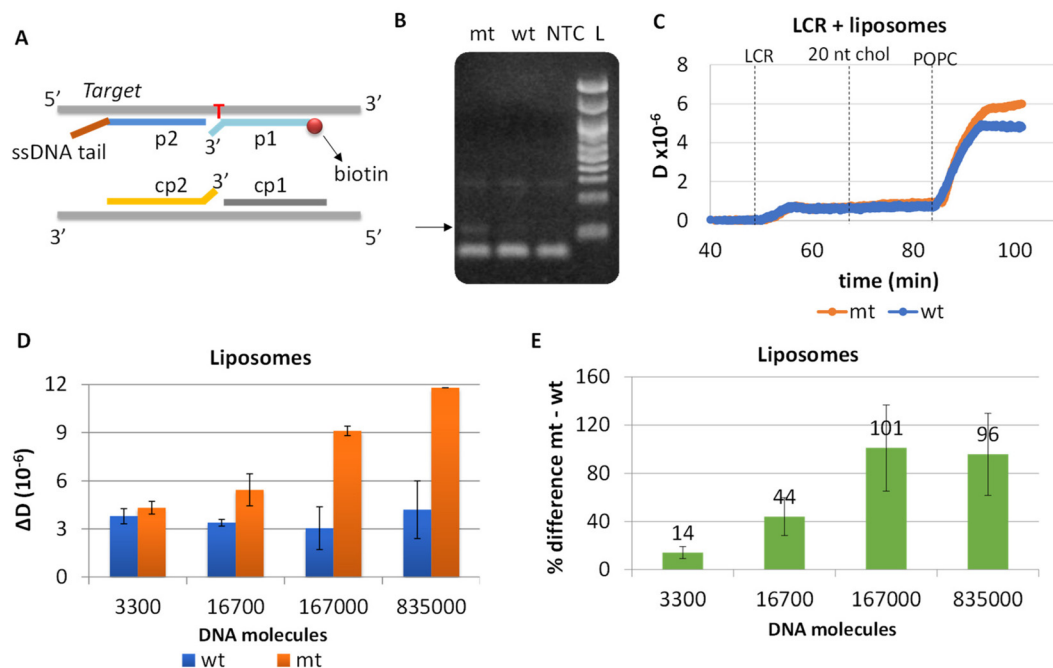 A
Target
5'
3'
T
p2
3'
p1
ssDNA tail
biotin
cp2
3'
cp1
3'
5'
B
mt wt NTC L
C
LCR + liposomes
LCR
20 nt chol
POPC
8
6
4
2
0
D x10-6
40 60 80 100
time (min)
mt wt
D
Liposomes
12
9
6
3
0
ΔD (10-6)
3300 16700 167000 835000
DNA molecules
wt mt
E
Liposomes
160
120
80
40
0
% difference mt - wt
14
44
101
96
3300 16700 167000 835000
DNA molecules